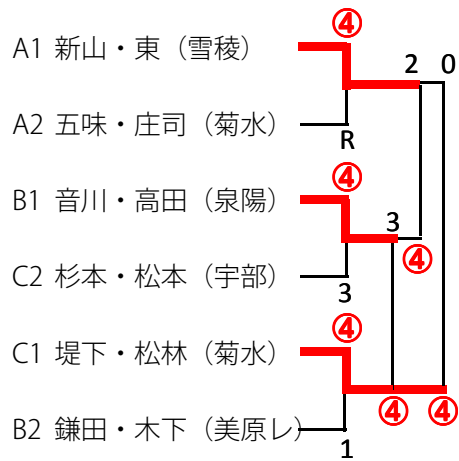 ④
A1 新山・東（雪稜）
2 0
A2 五味・庄司（菊水）
R
④
B1 音川・高田（泉陽）
3
④
C2 杉本・松本（宇部）
3
④
C1 堤下・松林（菊水）
④ ④
B2 鎌田・木下（美原レ）
1